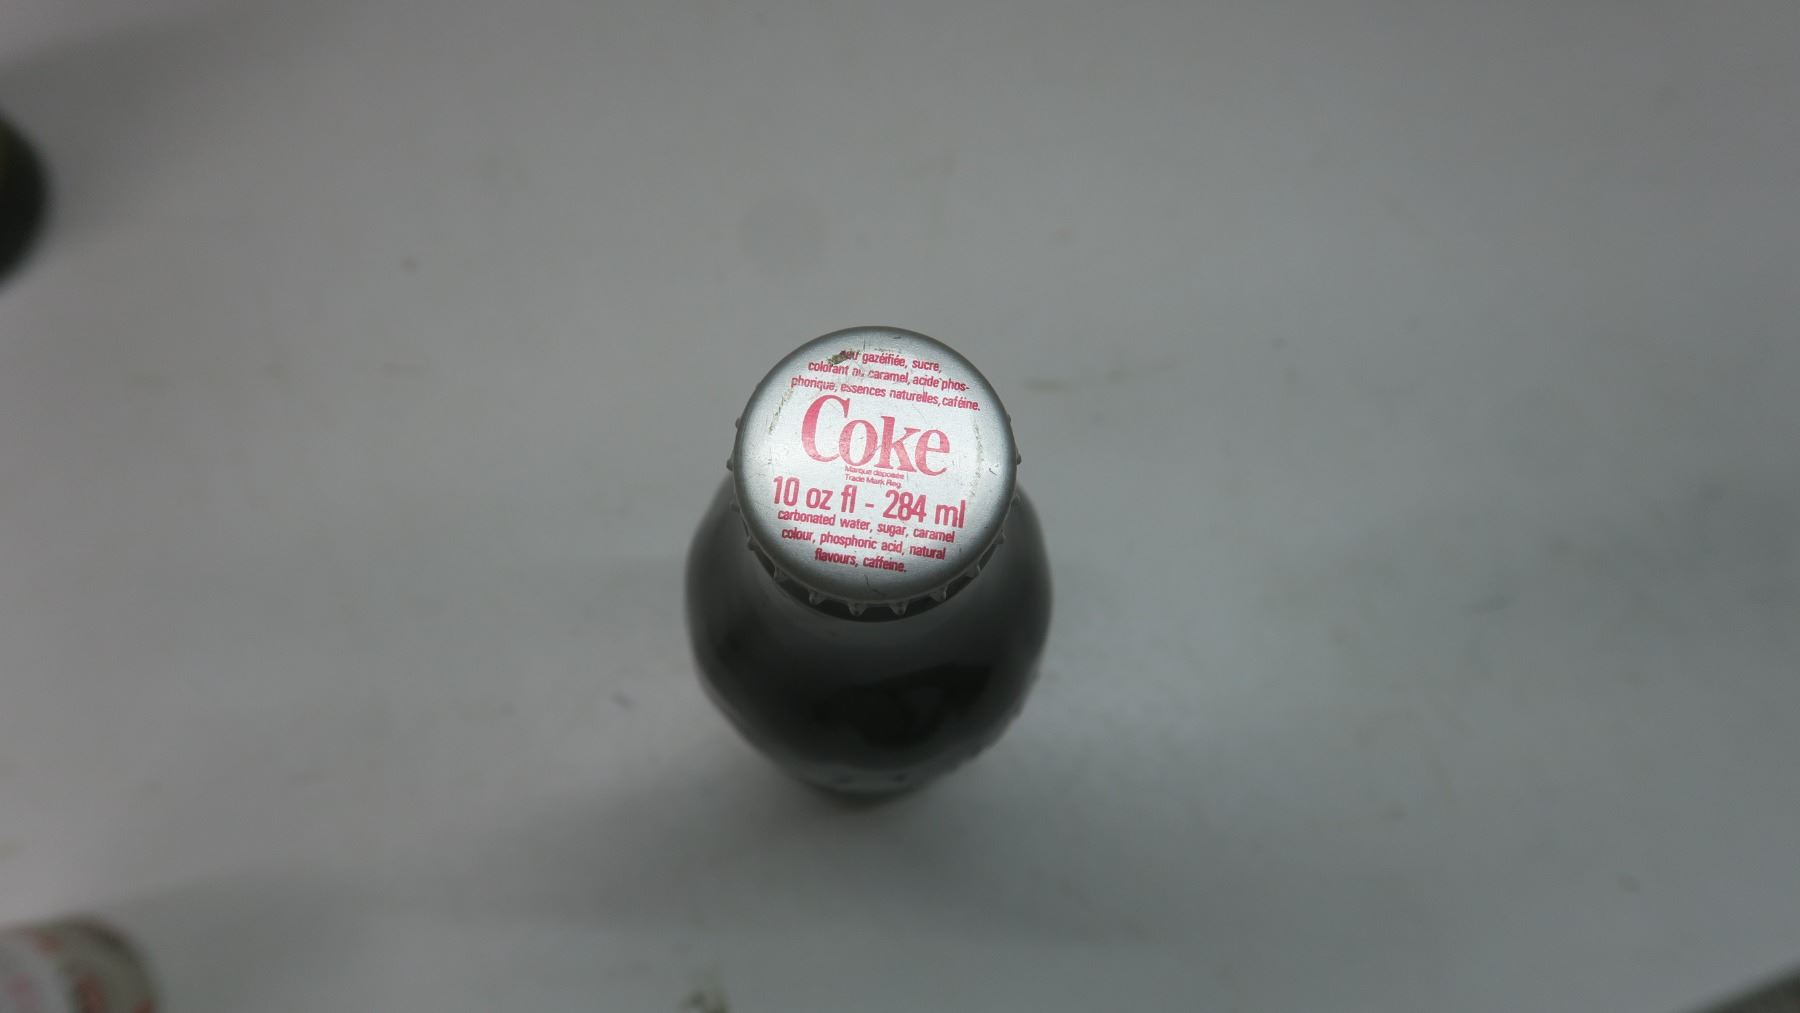 gazéifiée, sucre,
colorant au caramel, acide phos-
phorique, essences naturelles, caféine.
Coke
Marque déposée
Trade Mark Reg.
10 oz fl - 284 ml
carbonated water, sugar, caramel
colour, phosphoric acid, natural
flavours, caffeine.